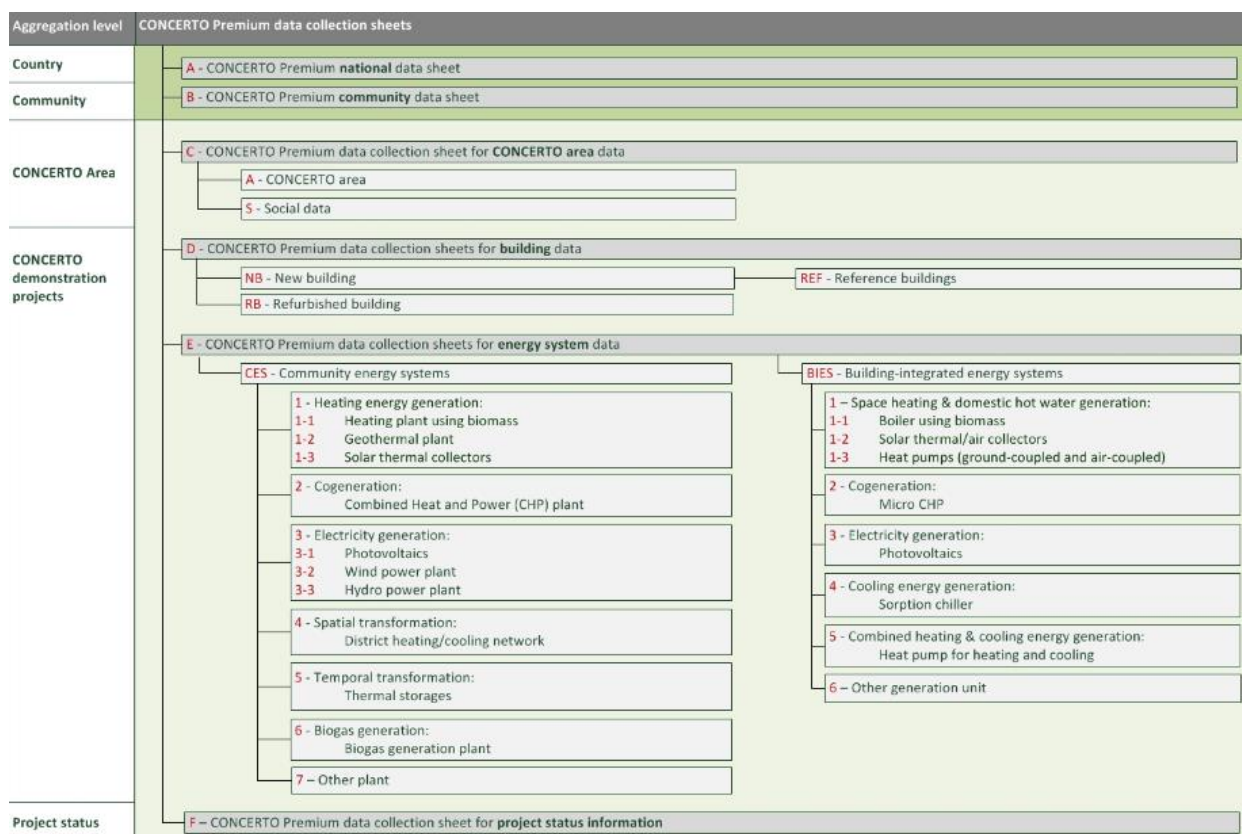 Aggregation level
CONCERTO Premium data collection sheets
Country
A - CONCERTO Premium national data sheet
Community
B - CONCERTO Premium community data sheet
CONCERTO Area
C - CONCERTO Premium data collection sheet for CONCERTO area data
A - CONCERTO area
S - Social data
CONCERTO
demonstration
projects
D - CONCERTO Premium data collection sheets for building data
NB - New building
REF - Reference buildings
RB - Refurbished building
E - CONCERTO Premium data collection sheets for energy system data
CES - Community energy systems
1 - Heating energy generation:
1-1 Heating plant using biomass
1-2 Geothermal plant
1-3 Solar thermal collectors
2 - Cogeneration:
Combined Heat and Power (CHP) plant
3 - Electricity generation:
3-1 Photovoltaics
3-2 Wind power plant
3-3 Hydro power plant
4 - Spatial transformation:
District heating/cooling network
5 - Temporal transformation:
Thermal storages
6 - Biogas generation:
Biogas generation plant
7 – Other plant
BIES - Building-integrated energy systems
1 – Space heating & domestic hot water generation:
1-1 Boiler using biomass
1-2 Solar thermal/air collectors
1-3 Heat pumps (ground-coupled and air-coupled)
2 - Cogeneration:
Micro CHP
3 - Electricity generation:
Photovoltaics
4 - Cooling energy generation:
Sorption chiller
5 - Combined heating & cooling energy generation:
Heat pump for heating and cooling
6 – Other generation unit
Project status
F – CONCERTO Premium data collection sheet for project status information